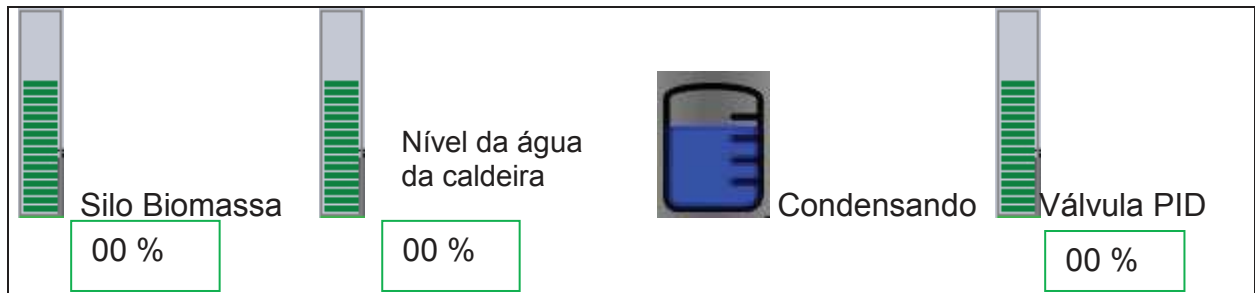 Silo Biomassa
00 %
Nível da água
da caldeira
00 %
Condensando
Válvula PID
00 %